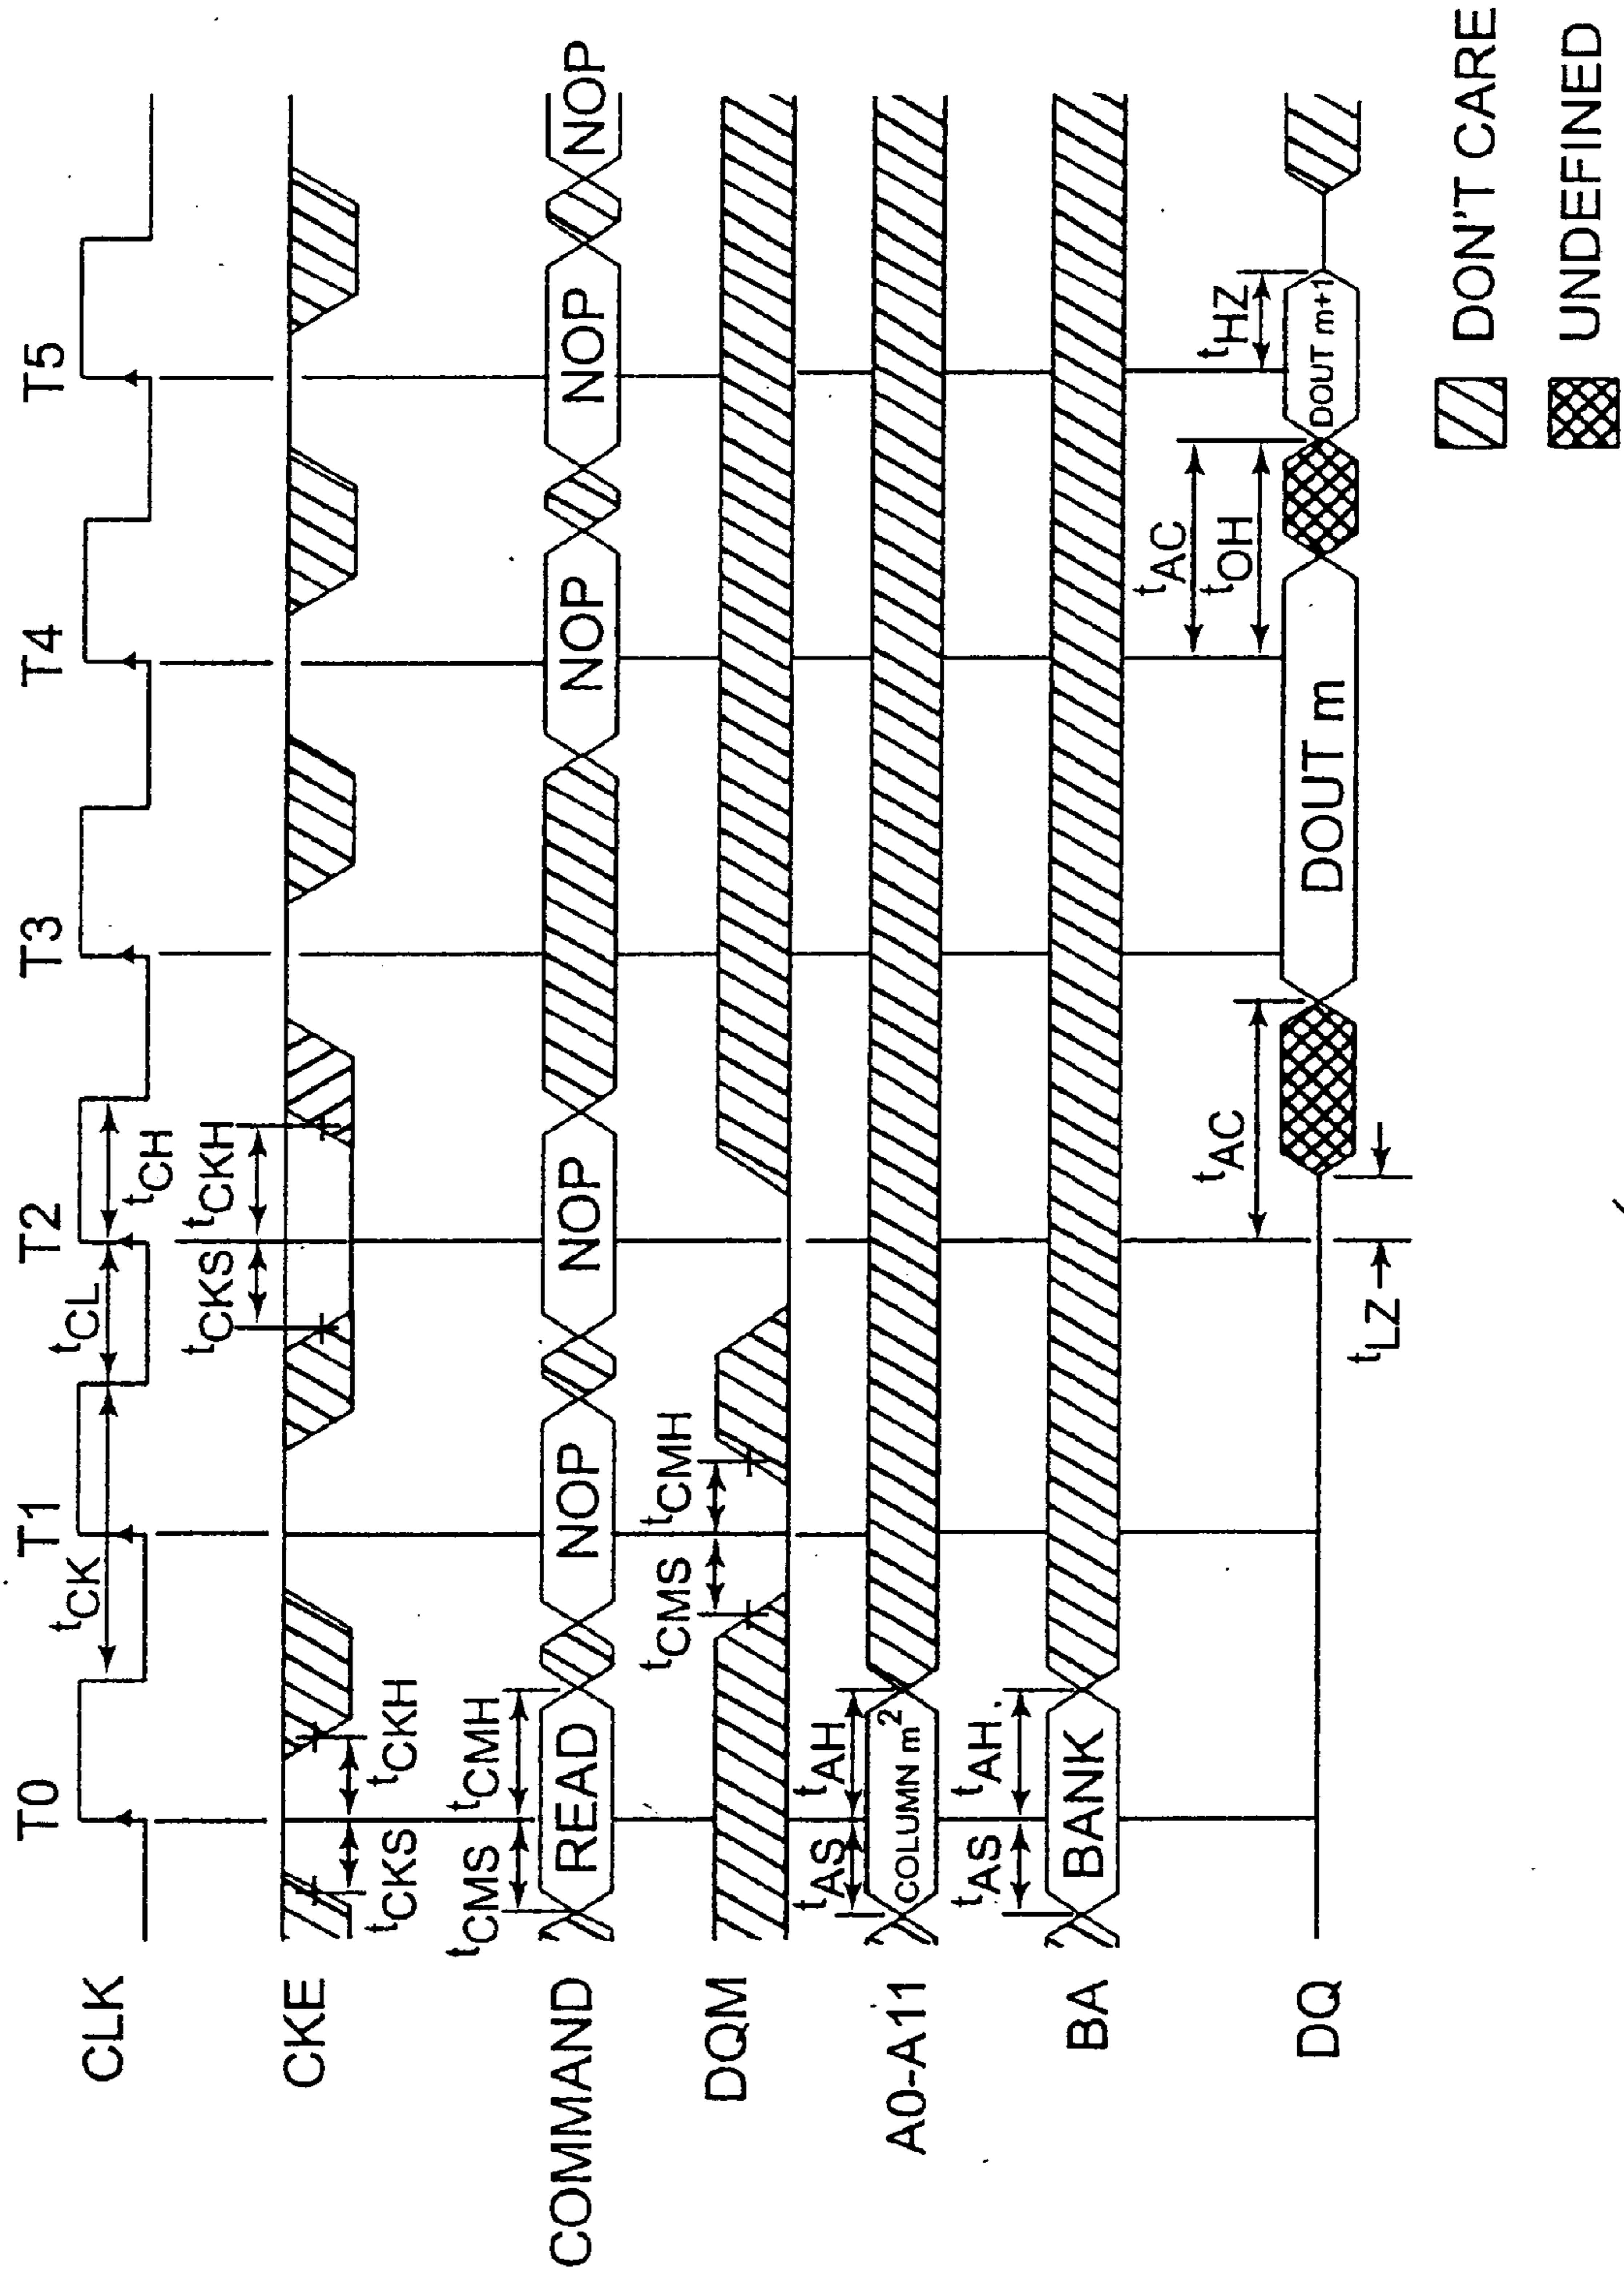 T0 T1 T2 T3 T4 T5
CLK
tCK tCL tCH
CKE
tCKS tCKH tCKS tCKH
COMMAND
READ NOP NOP NOP NOP NOP
tCMS tCMH
DQM
tCMS tCMH
A0-A11
COLUMN m2
tAS tAH
BA
BANK
tAS tAH
DQ
DOUT m DOUT m+1
tLZ tAC tAC tOH tHZ
DON'T CARE
UNDEFINED